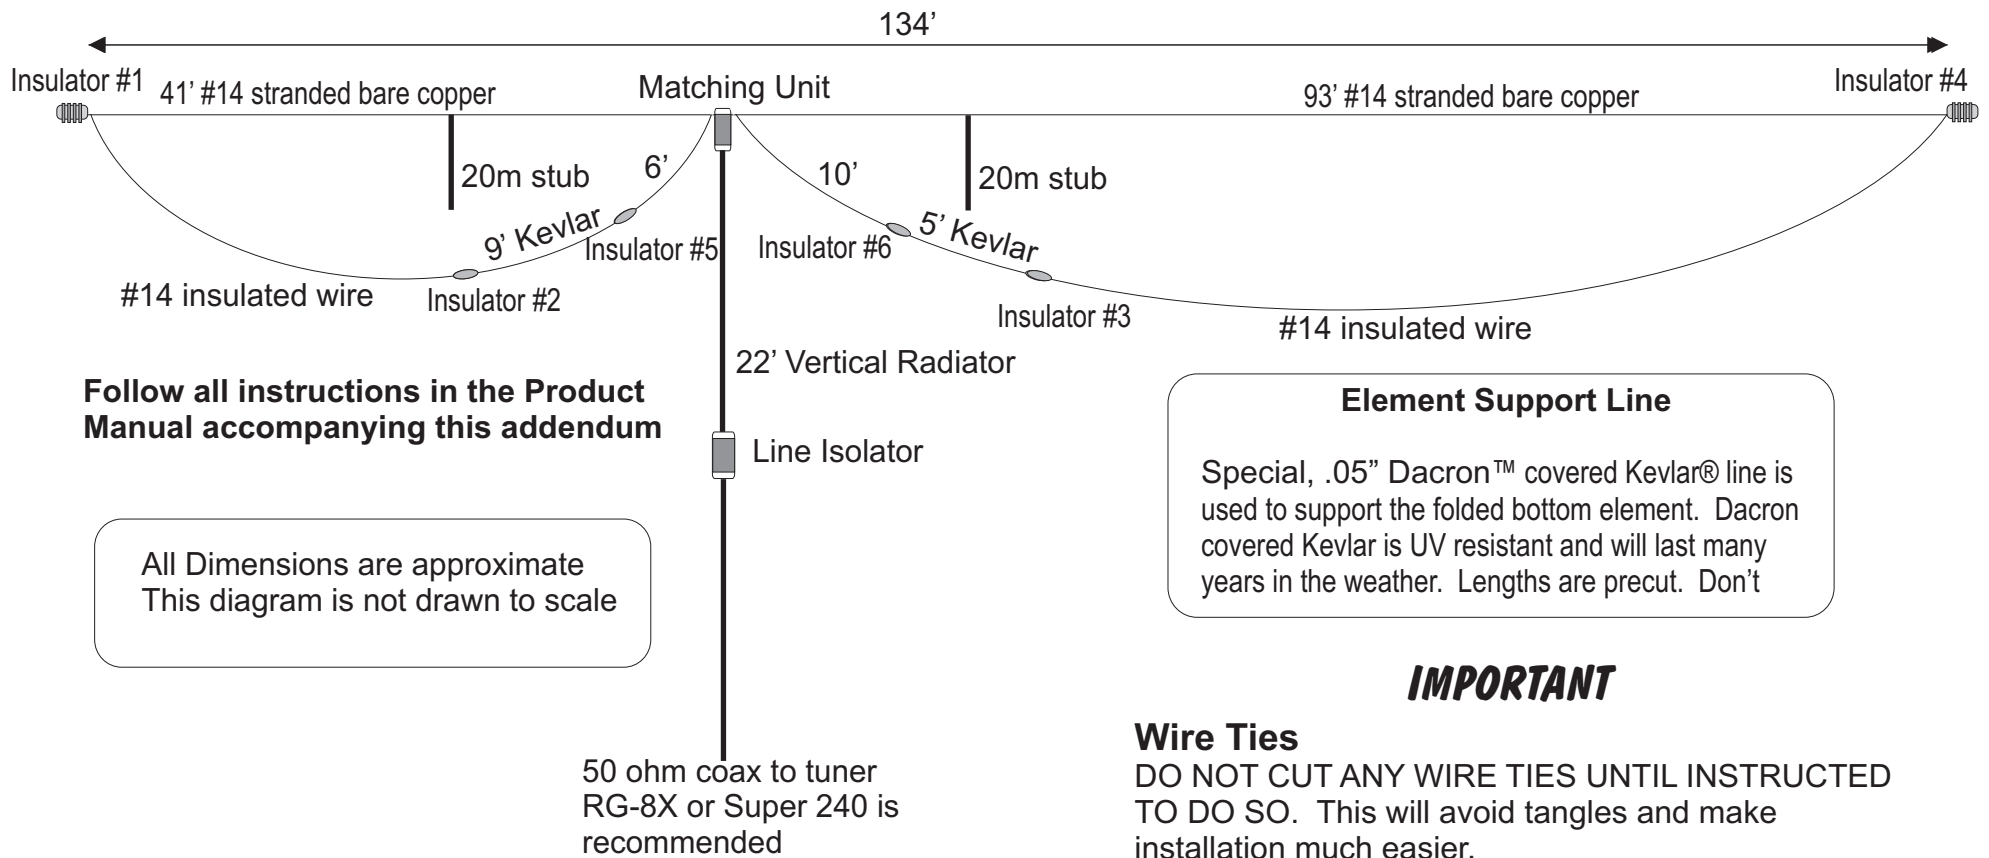 134’
Insulator #1
41’ #14 stranded bare copper
Matching Unit
93’ #14 stranded bare copper
Insulator #4
20m stub
6’
10’
20m stub
9’ Kevlar
Insulator #5
Insulator #6
5’ Kevlar
#14 insulated wire
Insulator #2
Insulator #3
#14 insulated wire
22’ Vertical Radiator
Follow all instructions in the Product
Manual accompanying this addendum
Line Isolator
Element Support Line
Special, .05” Dacron™ covered Kevlar® line is
used to support the folded bottom element. Dacron
covered Kevlar is UV resistant and will last many
years in the weather. Lengths are precut. Don’t
All Dimensions are approximate
This diagram is not drawn to scale
50 ohm coax to tuner
RG-8X or Super 240 is
recommended
IMPORTANT
Wire Ties
DO NOT CUT ANY WIRE TIES UNTIL INSTRUCTED
TO DO SO. This will avoid tangles and make
installation much easier.